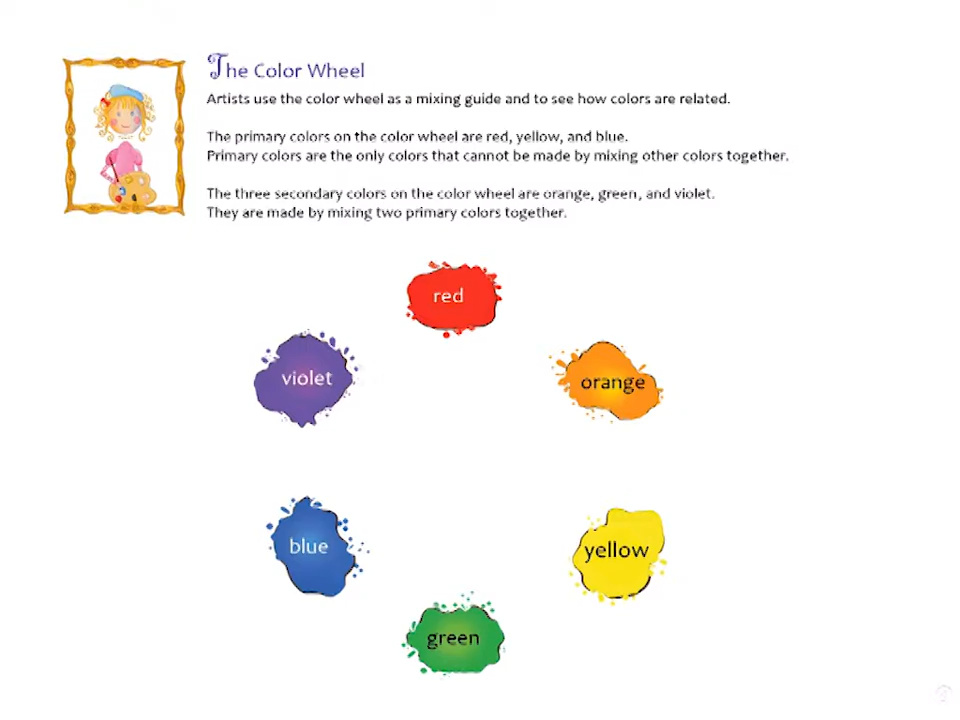 The Color Wheel
Artists use the color wheel as a mixing guide and to see how colors are related.
The primary colors on the color wheel are red, yellow, and blue.
Primary colors are the only colors that cannot be made by mixing other colors together.
The three secondary colors on the color wheel are orange, green, and violet.
They are made by mixing two primary colors together.
red
violet
orange
blue
yellow
green